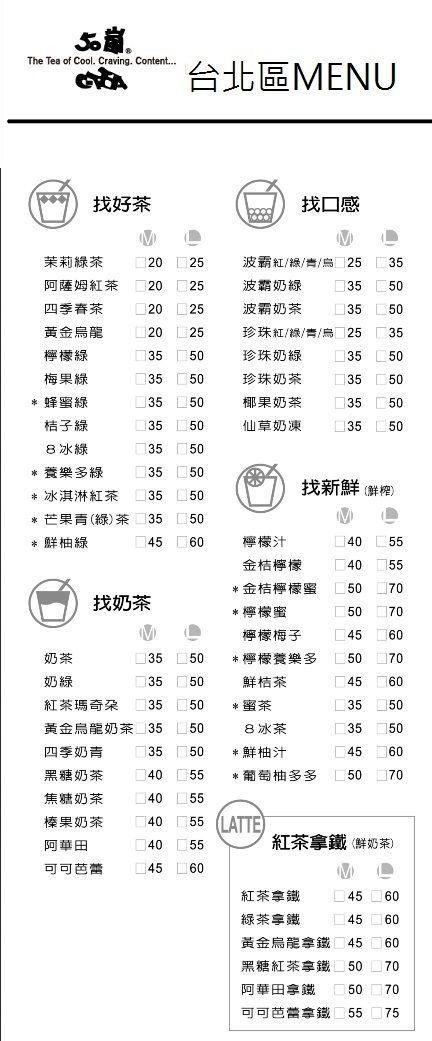 50嵐®
The Tea of Cool. Craving. Content...
台北區MENU
找好茶
M L
茉莉綠茶 □20 □25
阿薩姆紅茶 □20 □25
四季春茶 □20 □25
黃金烏龍 □20 □25
檸檬綠 □35 □50
梅果綠 □35 □50
* 蜂蜜綠 □35 □50
桔子綠 □35 □50
8冰綠 □35 □50
* 養樂多綠 □35 □50
* 冰淇淋紅茶 □35 □50
* 芒果青(綠)茶 □35 □50
* 鮮柚綠 □45 □60
找奶茶
M L
奶茶 □35 □50
奶綠 □35 □50
紅茶瑪奇朵 □35 □50
黃金烏龍奶茶 □35 □50
四季奶青 □35 □50
黑糖奶茶 □40 □55
焦糖奶茶 □40 □55
榛果奶茶 □40 □55
阿華田 □40 □55
可可芭蕾 □45 □60
找口感
M L
波霸紅/綠/青/烏 □25 □35
波霸奶綠 □35 □50
波霸奶茶 □35 □50
珍珠紅/綠/青/烏 □25 □35
珍珠奶綠 □35 □50
珍珠奶茶 □35 □50
椰果奶茶 □35 □50
仙草奶凍 □35 □50
找新鮮(鮮榨)
M L
檸檬汁 □40 □55
金桔檸檬 □40 □55
*金桔檸檬蜜 □50 □70
*檸檬蜜 □50 □70
檸檬梅子 □45 □60
*檸檬養樂多 □50 □70
鮮桔茶 □45 □60
*蜜茶 □35 □50
8冰茶 □35 □50
*鮮柚汁 □45 □60
*葡萄柚多多 □50 □70
LATTE
紅茶拿鐵(鮮奶茶)
M L
紅茶拿鐵 □45 □60
綠茶拿鐵 □45 □60
黃金烏龍拿鐵 □45 □60
黑糖紅茶拿鐵 □50 □70
阿華田拿鐵 □50 □70
可可芭蕾拿鐵 □55 □75